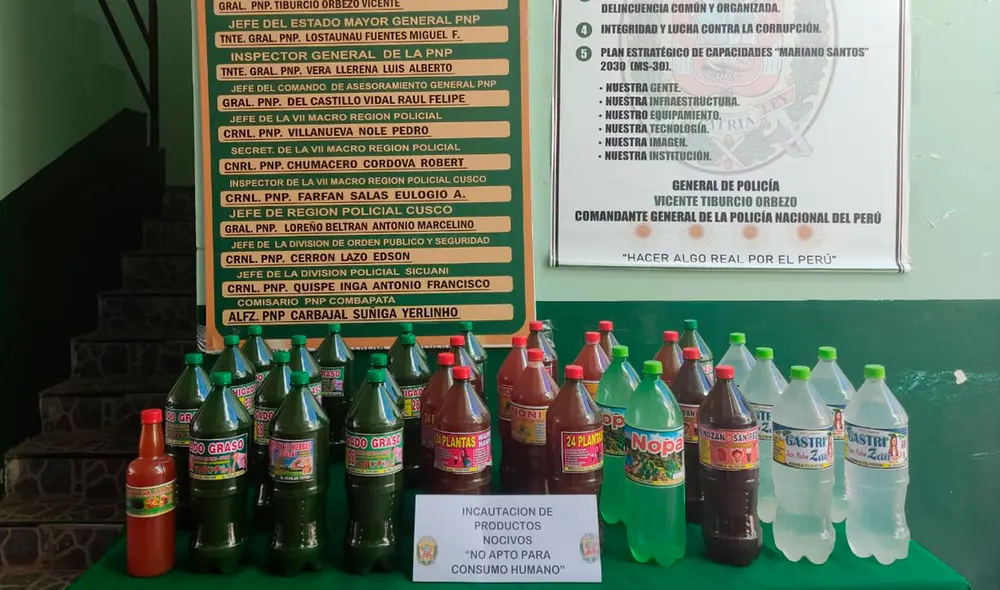 GRAL. PNP. TIBURCIO ORBEZO VICENTE
JEFE DEL ESTADO MAYOR GENERAL PNP
TNTE. GRAL. PNP. LOSTAUNAU FUENTES MIGUEL F.
INSPECTOR GENERAL DE LA PNP
TNTE. GRAL. PNP. VERA LLERENA LUIS ALBERTO
JEFE DEL COMANDO DE ASESORAMIENTO GENERAL PNP
GRAL. PNP. DEL CASTILLO VIDAL RAUL FELIPE
JEFE DE LA VII MACRO REGION POLICIAL
CRNL. PNP. VILLANUEVA NOLE PEDRO
SECRET. DE LA VII MACRO REGION POLICIAL
CNRL. PNP. CHUMACERO CORDOVA ROBERT
INSPECTOR DE LA VII MACRO REGION POLICIAL CUSCO
CRNL. PNP. FARFAN SALAS EULOGIO A.
JEFE DE REGION POLICIAL CUSCO
GRAL. PNP. LOREÑO BELTRAN ANTONIO MARCELINO
JEFE DE LA DIVISION DE ORDEN PUBLICO Y SEGURIDAD
CRNL. PNP. CERRON LAZO EDSON
JEFE DE LA DIVISION POLICIAL SICUANI
CRNL. PNP. QUISPE INGA ANTONIO FRANCISCO
COMISARIO PNP COMBAPATA
ALFZ. PNP CARBAJAL SUÑIGA YERLINHO
DELINCUENCIA COMÚN Y ORGANIZADA.
4 INTEGRIDAD Y LUCHA CONTRA LA CORRUPCIÓN.
5 PLAN ESTRATÉGICO DE CAPACIDADES "MARIANO SANTOS"
2030 (MS-30).
• NUESTRA GENTE.
• NUESTRA INFRAESTRUCTURA.
• NUESTRO EQUIPAMIENTO.
• NUESTRA TECNOLOGÍA.
• NUESTRA IMAGEN.
• NUESTRA INSTITUCIÓN.
GENERAL DE POLICÍA
VICENTE TIBURCIO ORBEZO
COMANDANTE GENERAL DE LA POLICÍA NACIONAL DEL PERÚ
"HACER ALGO REAL POR EL PERÚ"
GRASO
NONI
DO GRASO
GRASO
24 PLANTAS
24 PLANTAS
Nopa
GASTRI
Zan
GASTRI
Zan
INCAUTACION DE
PRODUCTOS
NOCIVOS
"NO APTO PARA
CONSUMO HUMANO"